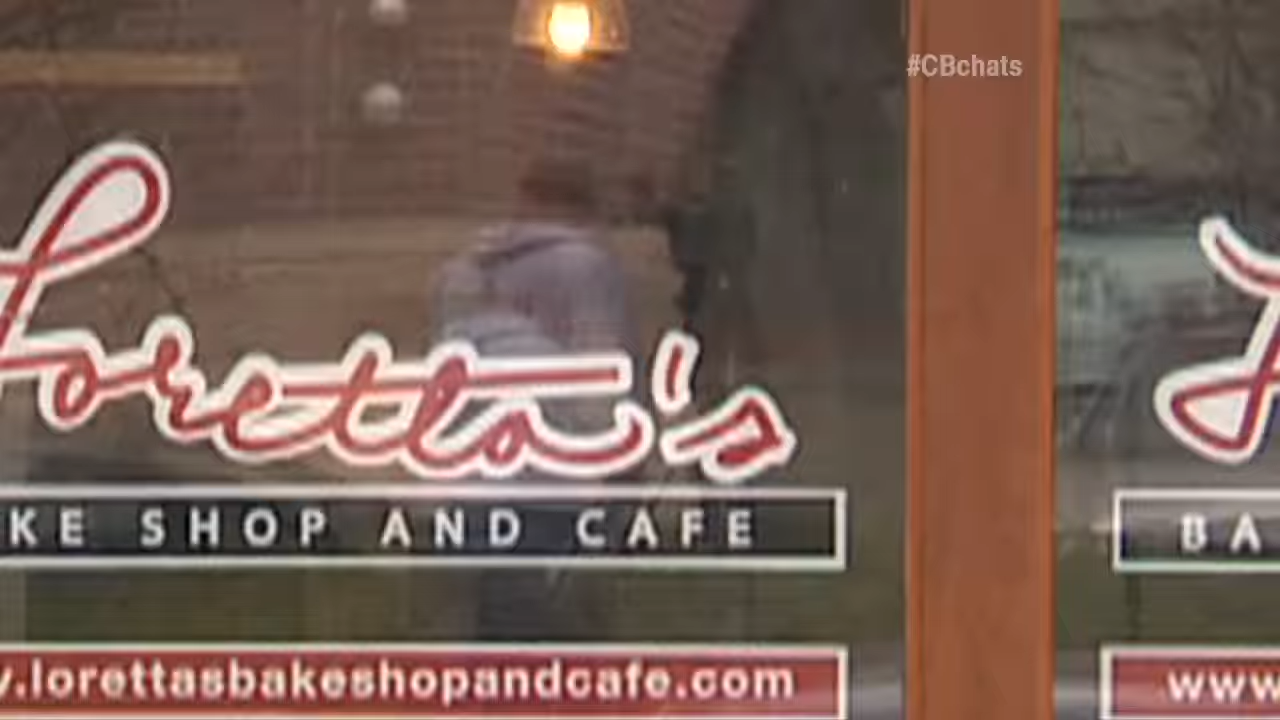 #CBchats
Loretta's
KE SHOP AND CAFE
BA
.lorettasbakeshopandcafe.com
www.